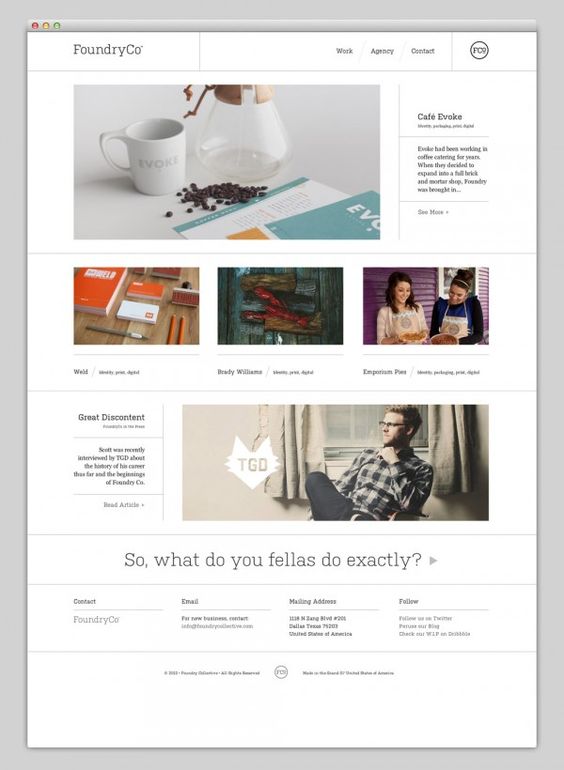 FoundryCo
Work
Agency
Contact
FCo
EVOKE
EVO
Café Evoke
Identity, packaging, print, digital
Evoke had been working in
coffee catering for years.
When they decided to
expand into a full brick
and mortar shop, Foundry
was brought in...
See More +
Weld / Identity, print, digital
Brady Williams / Identity, print, digital
Emporium Pies / Identity, packaging, print, digital
Great Discontent
FoundryCo in the Press
Scott was recently
interviewed by TGD about
the history of his career
thus far and the beginnings
of Foundry Co.
Read Article +
TGD
So, what do you fellas do exactly?
Contact
FoundryCo
Email
For new business, contact:
info@foundrycollective.com
Mailing Address
1118 N Zang Blvd #201
Dallas Texas 75203
United States of America
Follow
Follow us on Twitter
Peruse our Blog
Check our W.I.P on Dribbble
© 2012 • Foundry Collective • All Rights Reserved
FCo
Made in the Grand Ol' United States of America